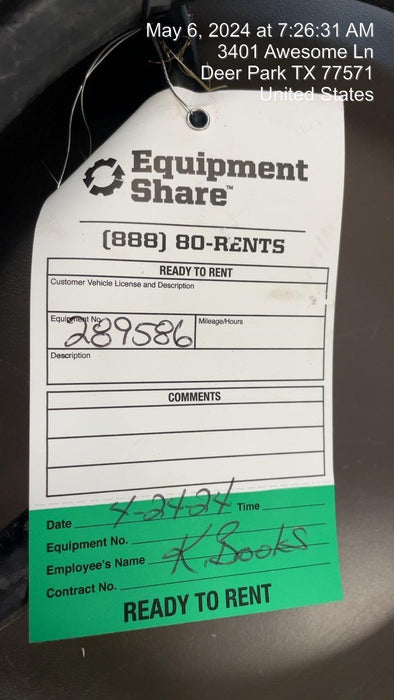 May 6, 2024 at 7:26:31 AM
3401 Awesome Ln
Deer Park TX 77571
United States
Equipment
Share™
(888) 80-RENTS
READY TO RENT
Customer Vehicle License and Description
Equipment No. Mileage/Hours
289586
Description
COMMENTS
Date 4-24-24 Time
Equipment No.
Employee's Name K. Books
Contract No.
READY TO RENT